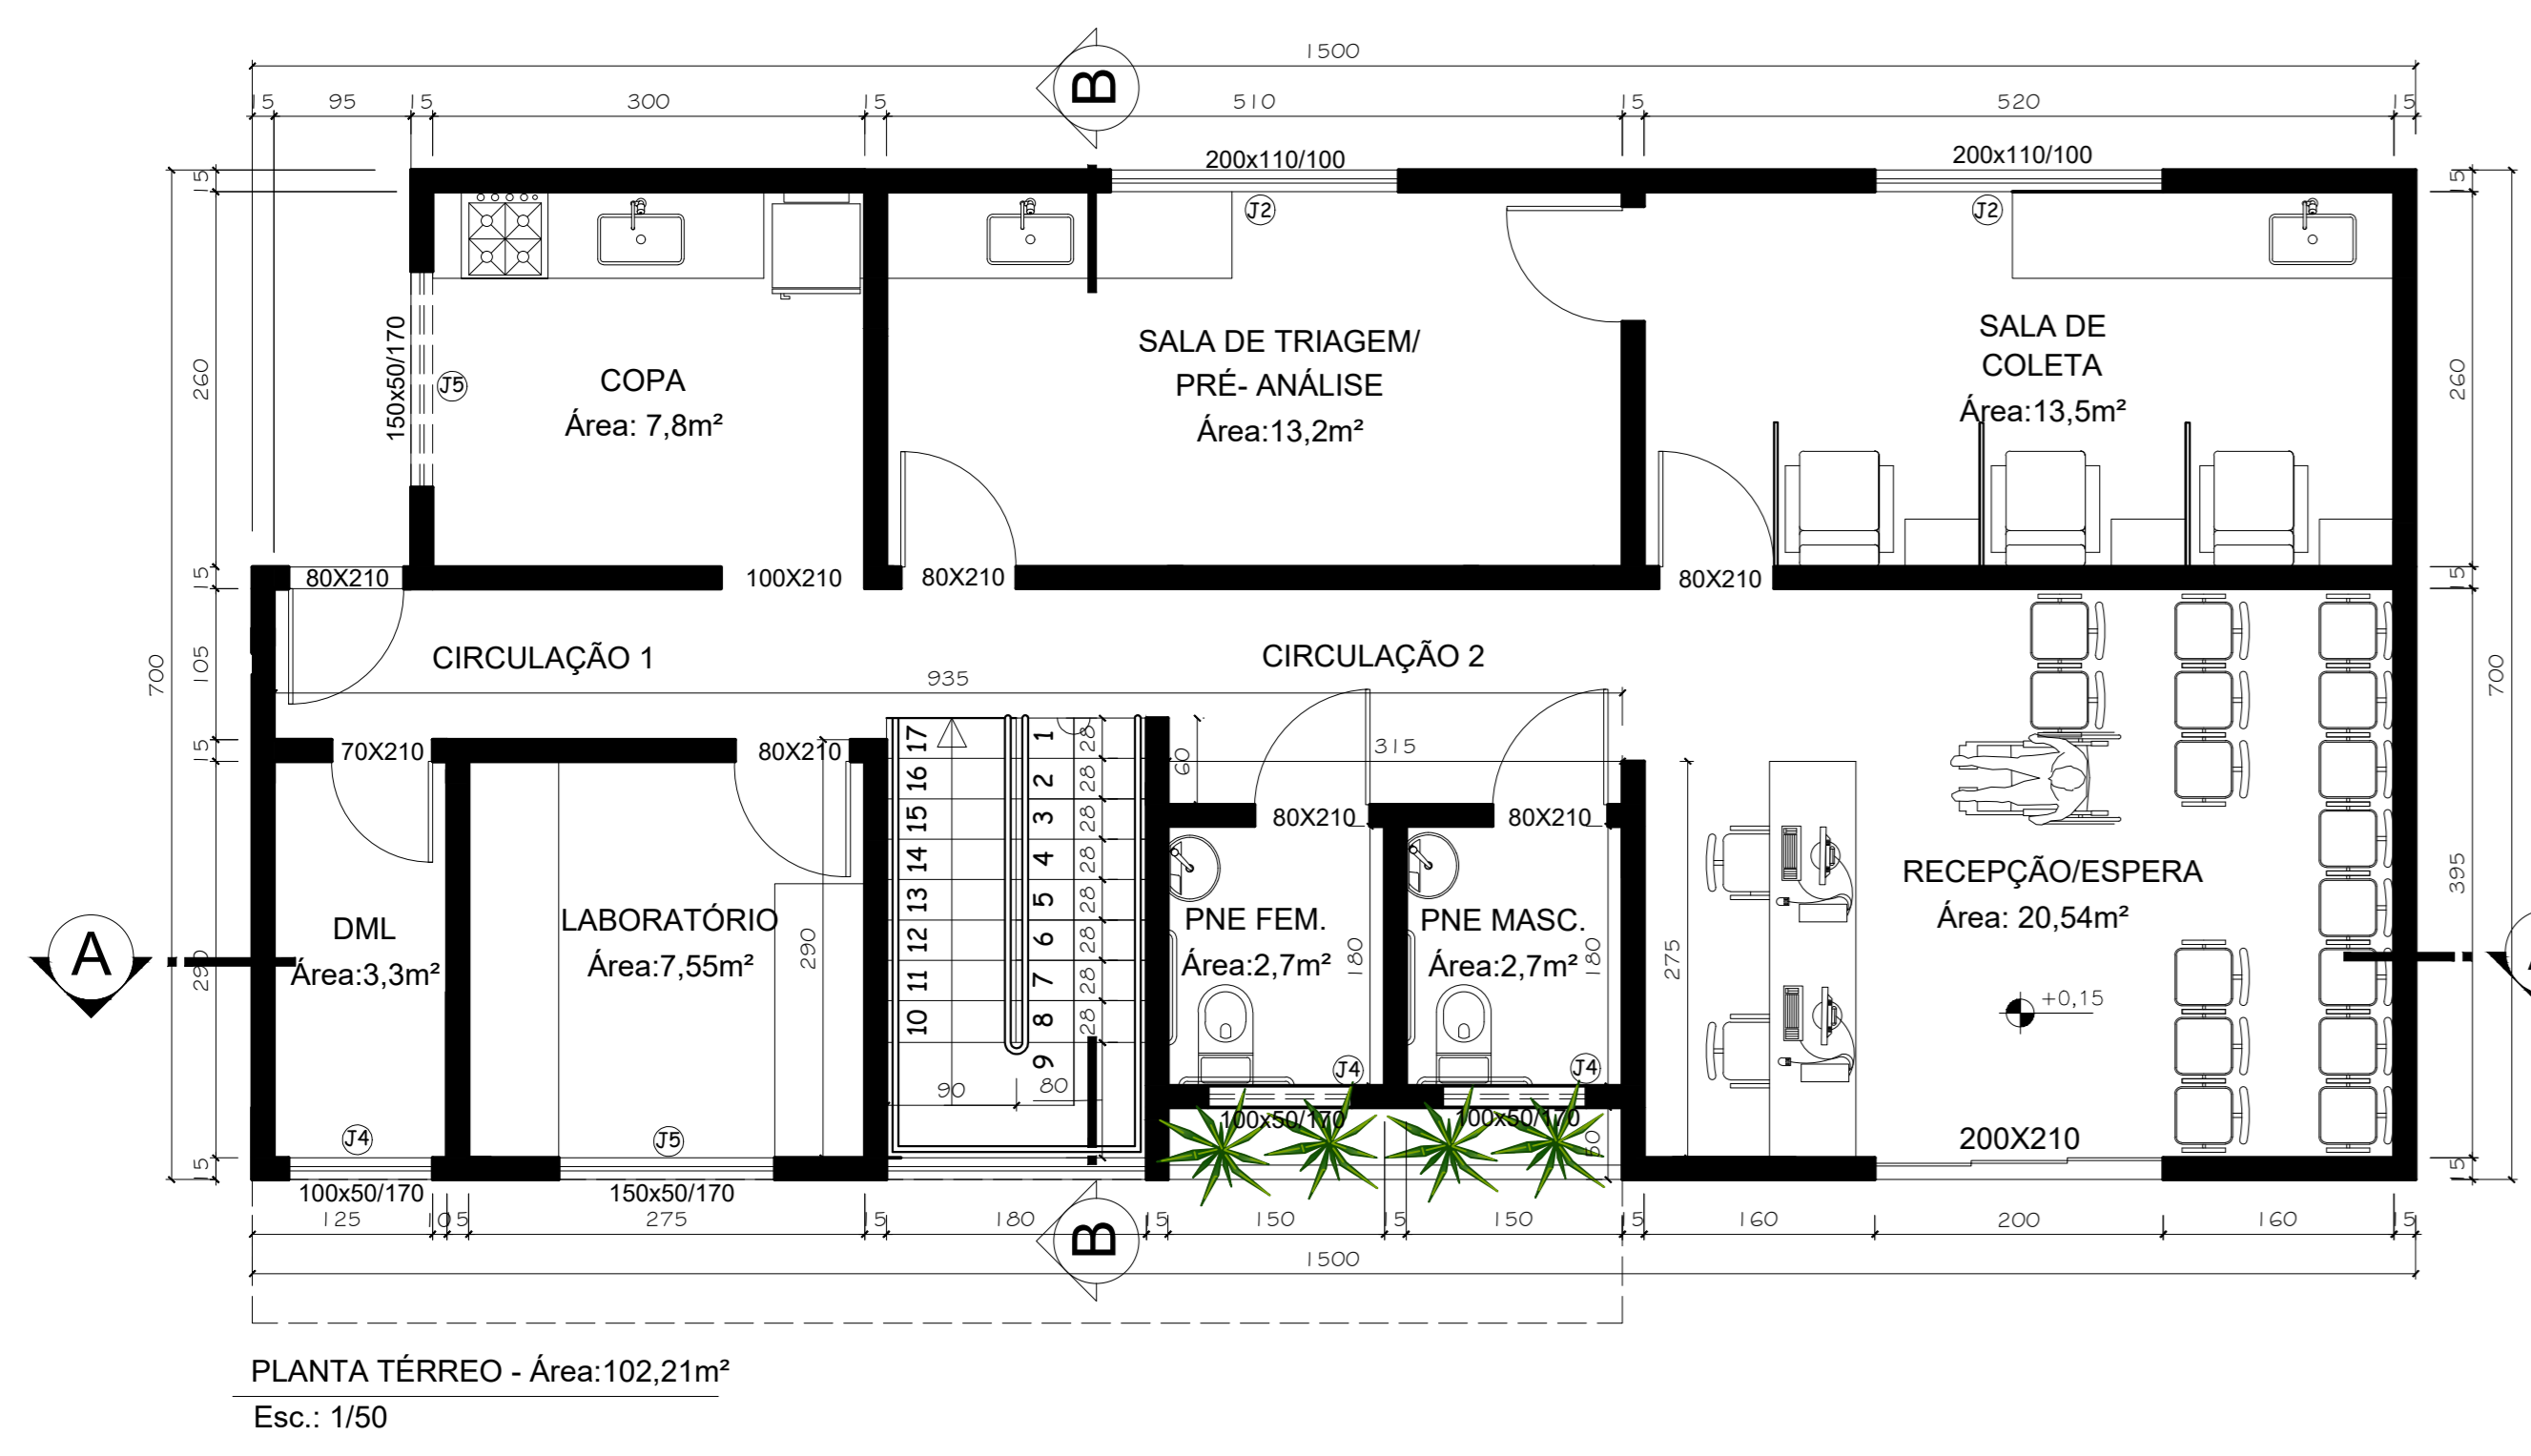 1500
B
15 95 15 300 15 510 15 520 15
200x110/100
200x110/100
J2
J2
15
15
150x50/170
J5
260
260
COPA
Área: 7,8m²
SALA DE TRIAGEM/
PRÉ- ANÁLISE
Área:13,2m²
SALA DE
COLETA
Área:13,5m²
15
80X210
100X210
80X210
80X210
15
CIRCULAÇÃO 1
CIRCULAÇÃO 2
700
105
935
700
15
70X210
80X210
315
60
80X210
80X210
17 1 28
16 2 28
15 3 28
14 4 28
13 5 28
12 6 28
11 7 28
10 8 28
9
90 80
A
290
DML
Área:3,3m²
LABORATÓRIO
Área:7,55m²
290
PNE FEM.
Área:2,7m²
180
PNE MASC.
Área:2,7m²
180
275
RECEPÇÃO/ESPERA
Área: 20,54m²
+0,15
395
J4
J4
100x50/170
100x50/170
50
J4
J5
200X210
15
15
100x50/170
150x50/170
125 10 5 275 15 180 15 150 15 150 15 160 200 160 15
B
1500
PLANTA TÉRREO - Área:102,21m²
Esc.: 1/50